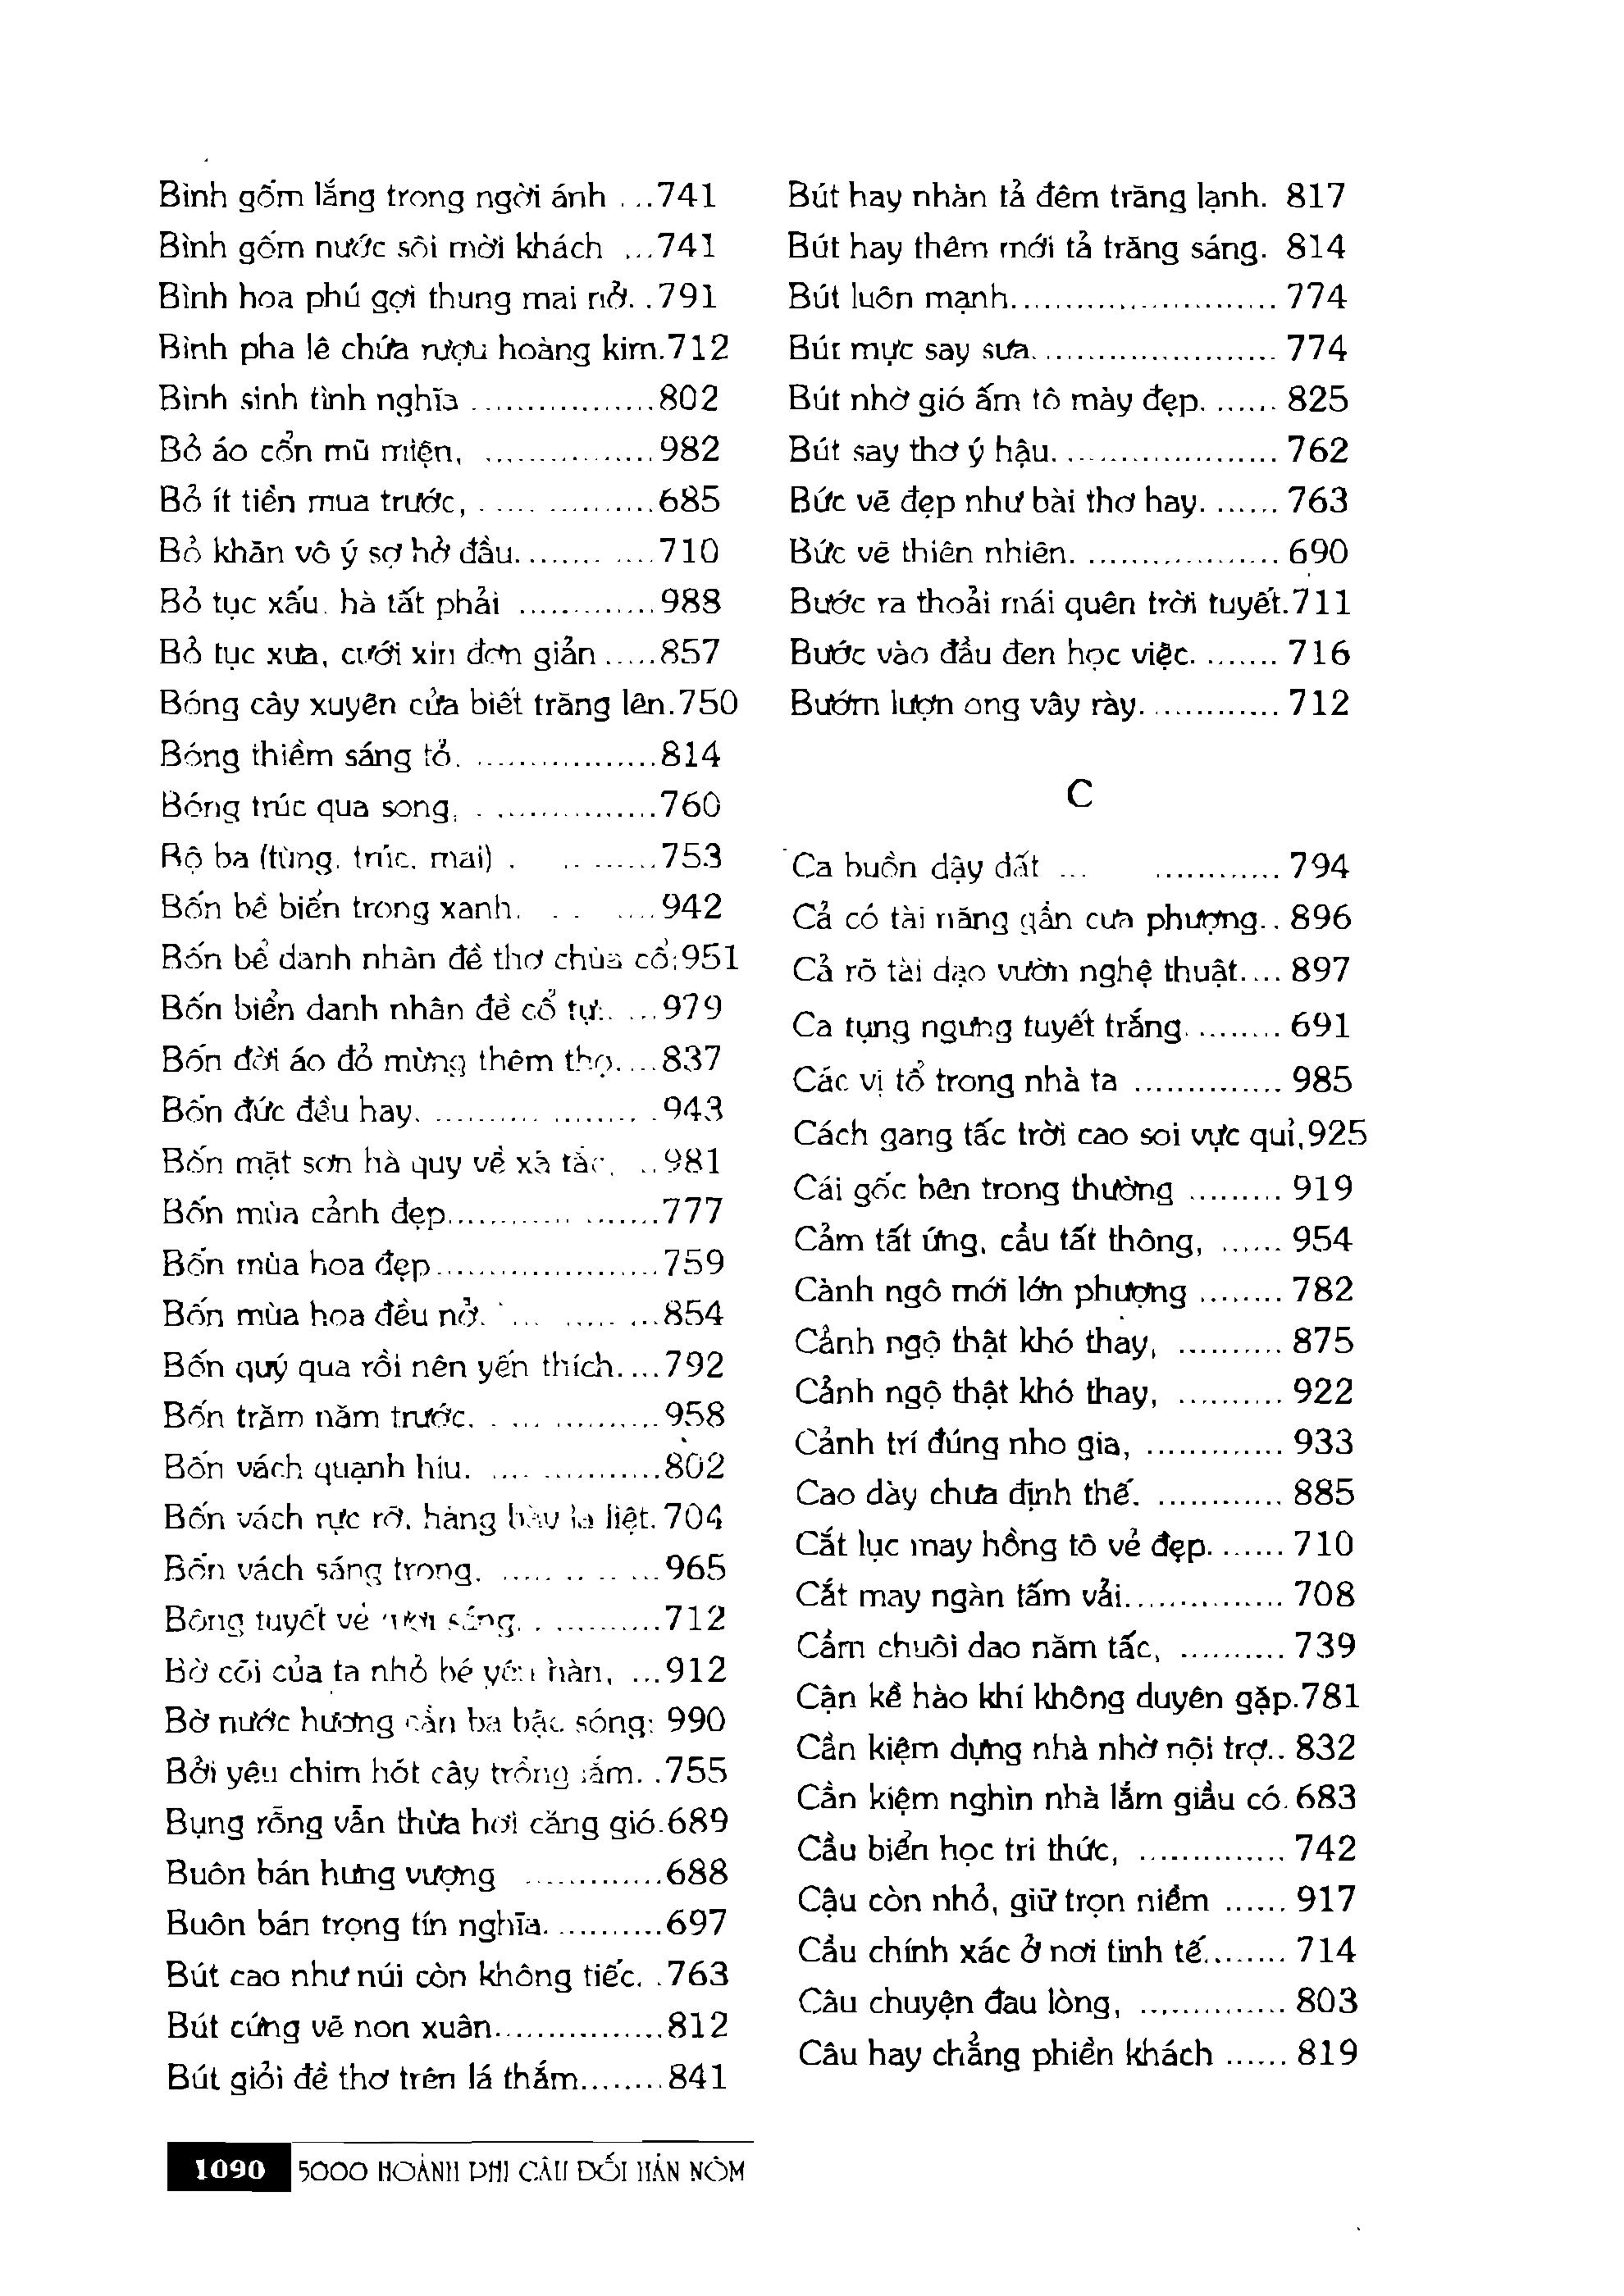 Bình gốm lắng trong ngời ánh ....741
Bình gốm nước sôi mời khách ....741
Bình hoa phú gợi thung mai nở. .791
Bình pha lê chứa rượu hoàng kim.712
Bình sinh tình nghĩa ..................802
Bỏ áo cổn mũ miện, .................982
Bỏ ít tiền mua trước, .................685
Bỏ khăn vô ý sợ hở đầu.............710
Bỏ tục xấu, hà tất phải .............988
Bỏ tục xưa, cưới xin đơn giản .....857
Bóng cây xuyên cửa biết trăng lên.750
Bóng thiềm sáng tỏ. ..................814
Bóng trúc qua song, .................760
Bộ ba (tùng, trúc, mai) . .........753
Bốn bề biển trong xanh. . .. ....942
Bốn bể danh nhân đề thơ chùa cổ;951
Bốn biển danh nhân đề cổ tự:. ...979
Bốn đời áo đỏ mừng thêm thọ....837
Bốn đức đều hay. .......... ........ .943
Bốn mặt sơn hà quy về xã tắc, ..981
Bốn mùa cảnh đẹp............ .......777
Bốn mùa hoa đẹp......................759
Bốn mùa hoa đều nở. ... ..... ...854
Bốn quý qua rồi nên yến thích....792
Bốn trăm năm trước. . ... ..........958
Bốn vách quạnh hiu. .... ............802
Bốn vách rực rỡ, hàng bày la liệt. 704
Bốn vách sáng trong. ..... .. .. ...965
Bông tuyết vẻ tươi sáng. . ..........712
Bờ cõi của ta nhỏ bé yên hàn, ...912
Bờ nước hương cần ba bậc sóng; 990
Bởi yêu chim hót cây trồng lắm. .755
Bụng rỗng vẫn thừa hơi căng gió.689
Buôn bán hưng vượng .............688
Buôn bán trọng tín nghĩa...........697
Bút cao như núi còn không tiếc. .763
Bút cứng vẽ non xuân................812
Bút giỏi đề thơ trên lá thắm........841
Bút hay nhàn tả đêm trăng lạnh. 817
Bút hay thêm mới tả trăng sáng. 814
Bút luôn mạnh.......................... 774
Bút mực say sưa........................ 774
Bút nhờ gió ấm tô mày đẹp. ...... 825
Bút say thơ ý hậu...................... 762
Bức vẽ đẹp như bài thơ hay. ...... 763
Bức vẽ thiên nhiên. ................... 690
Bước ra thoải mái quên trời tuyết.711
Bước vào đầu đen học việc. ....... 716
Bướm lượn ong vây rày.............. 712
C
Ca buồn dậy đất ... ............ 794
Cả có tài năng gần cưa phượng.. 896
Cả rõ tài dạo vườn nghệ thuật.... 897
Ca tụng ngưng tuyết trắng. ........ 691
Các vị tổ trong nhà ta .............. 985
Cách gang tấc trời cao soi vực quỉ,925
Cái gốc bên trong thường ......... 919
Cảm tất ứng, cầu tất thông, ...... 954
Cành ngô mới lớn phượng ........ 782
Cảnh ngộ thật khó thay, .......... 875
Cảnh ngộ thật khó thay, .......... 922
Cảnh trí đúng nho gia, ............. 933
Cao dày chưa định thế. ............ 885
Cắt lục may hồng tô vẻ đẹp. ...... 710
Cắt may ngàn tấm vải............... 708
Cầm chuôi dao năm tấc, .......... 739
Cận kề hào khí không duyên gặp.781
Cần kiệm dựng nhà nhờ nội trợ.. 832
Cần kiệm nghìn nhà lắm giầu có. 683
Cầu biển học tri thức, .............. 742
Cậu còn nhỏ, giữ trọn niềm ...... 917
Cầu chính xác ở nơi tinh tế........ 714
Câu chuyện đau lòng, .............. 803
Câu hay chẳng phiền khách ...... 819
1090 5000 HOÀNH PHI CÂU ĐỐI HÁN NÔM